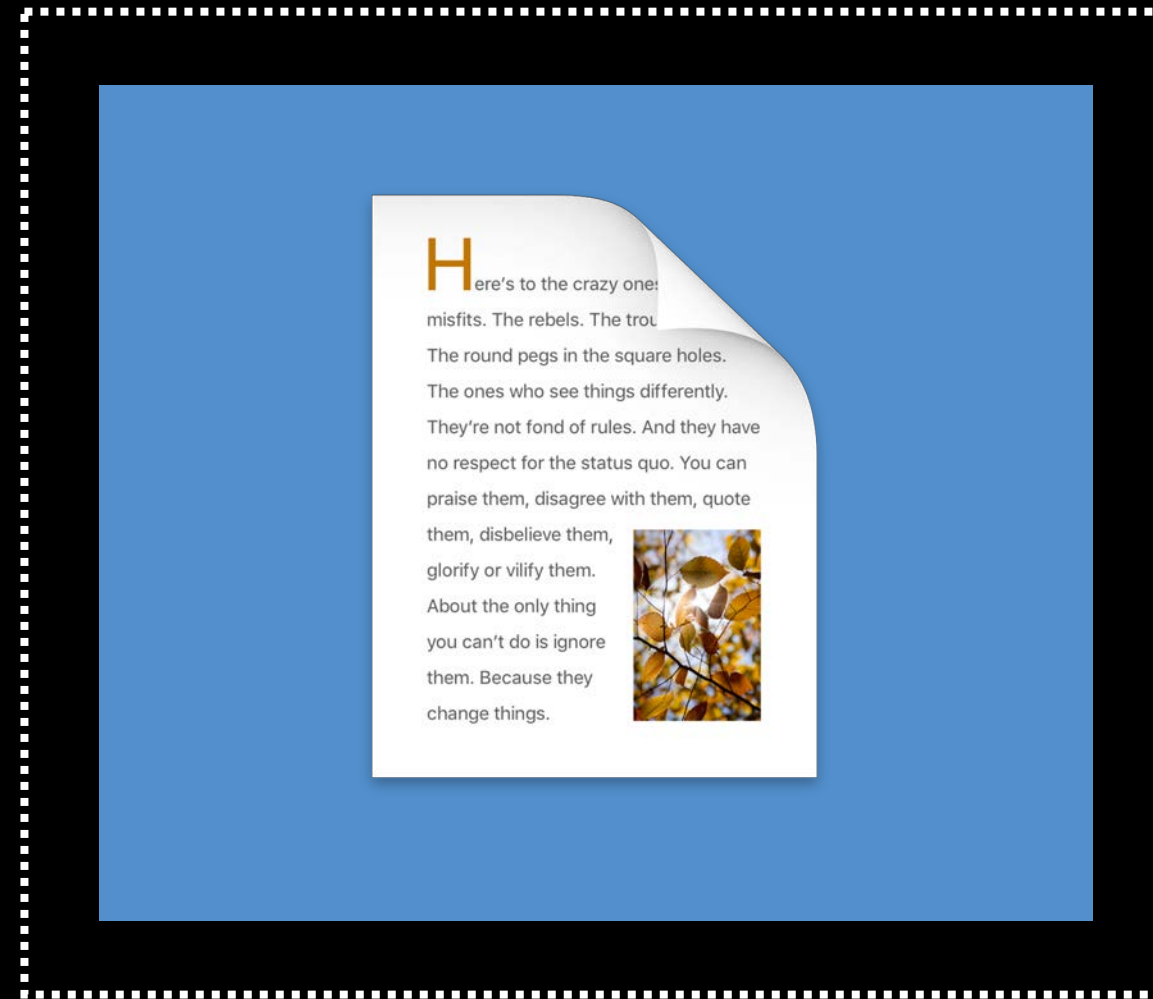 Here's to the crazy ones
misfits. The rebels. The trou
The round pegs in the square holes.
The ones who see things differently.
They're not fond of rules. And they have
no respect for the status quo. You can
praise them, disagree with them, quote
them, disbelieve them,
glorify or vilify them.
About the only thing
you can't do is ignore
them. Because they
change things.